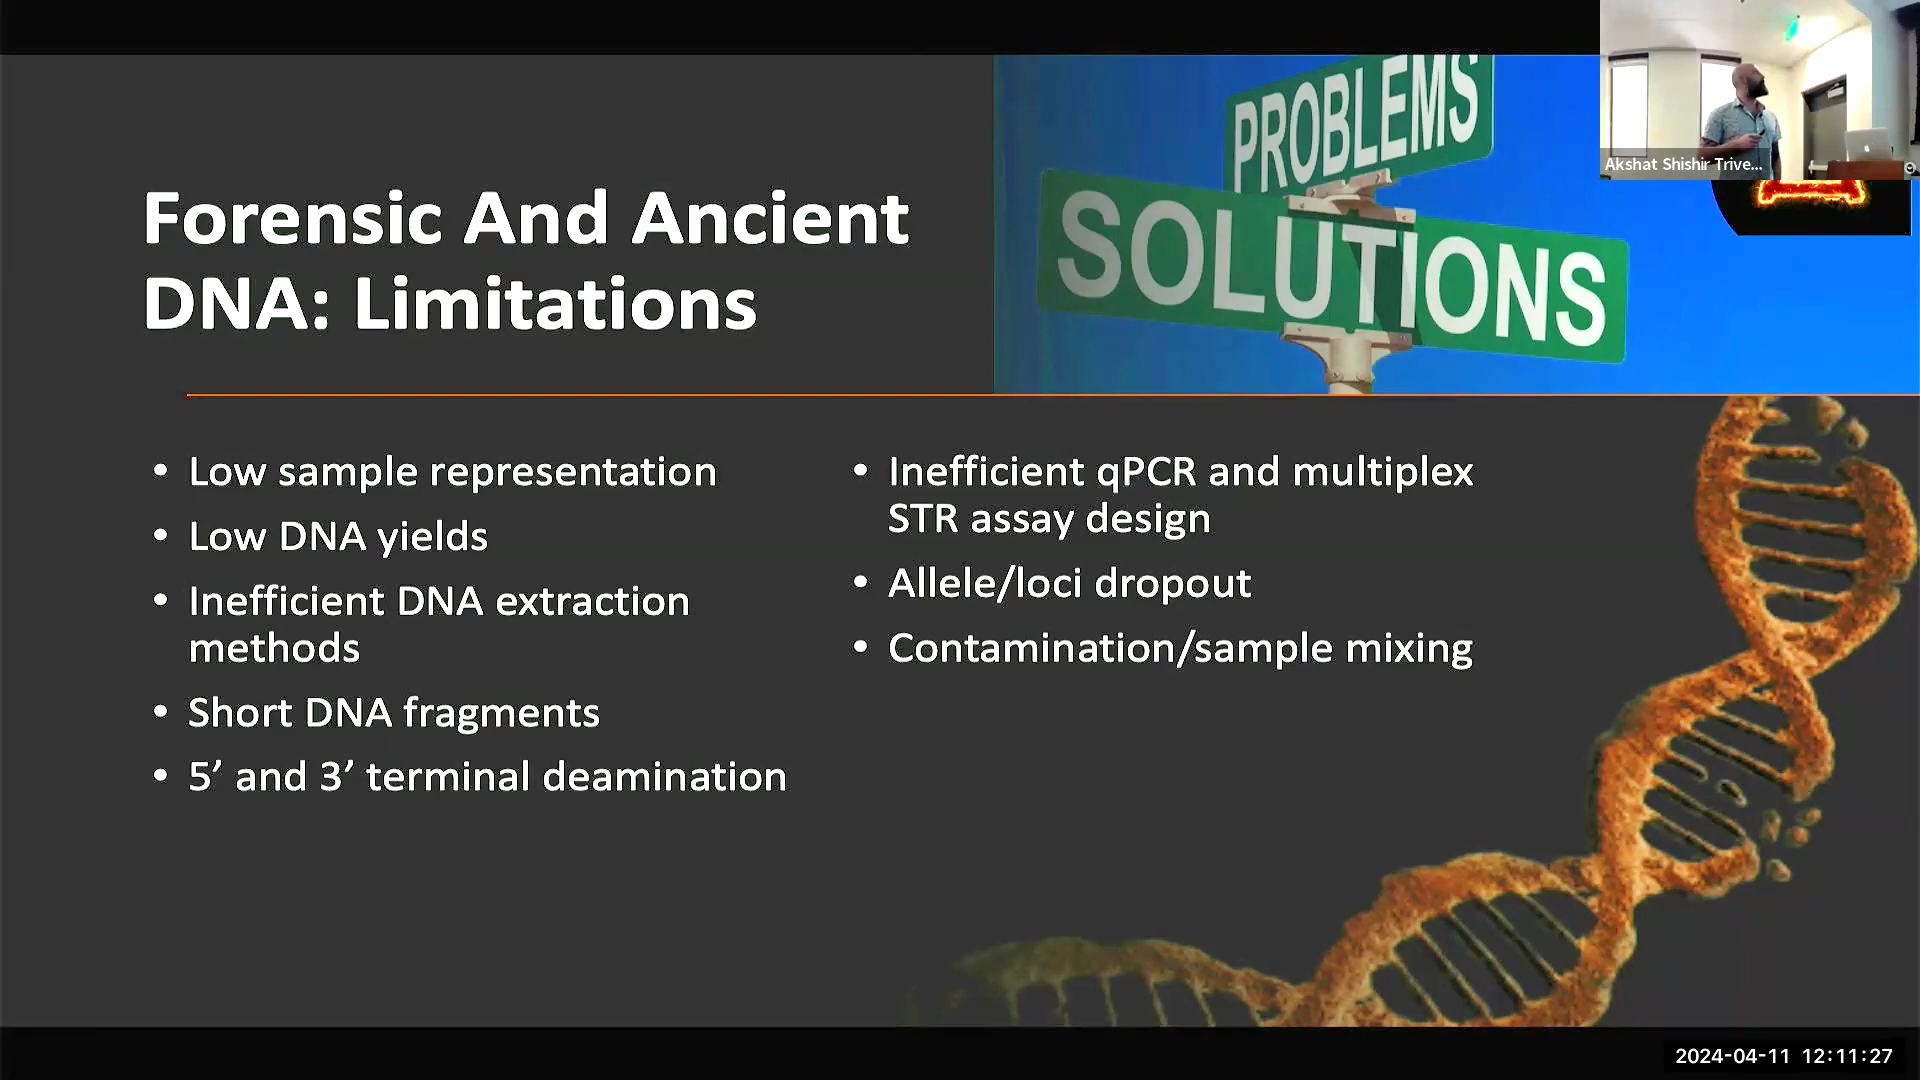 PROBLEMS
SOLUTIONS
Akshat Shishir Trive...
Forensic And Ancient
DNA: Limitations
• Low sample representation
• Low DNA yields
• Inefficient DNA extraction
methods
• Short DNA fragments
• 5’ and 3’ terminal deamination
• Inefficient qPCR and multiplex
STR assay design
• Allele/loci dropout
• Contamination/sample mixing
2024-04-11 12:11:27